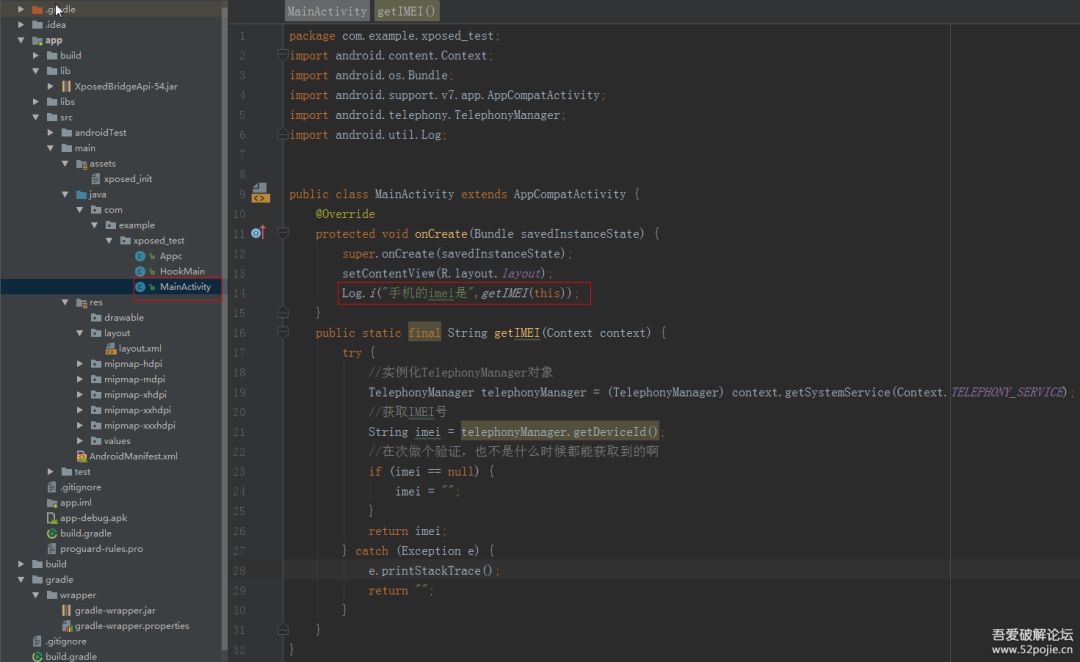 .gradle
.idea
app
build
lib
XposedBridgeApi-54.jar
libs
src
androidTest
main
assets
xposed_init
java
com
example
xposed_test
Appc
HookMain
MainActivity
res
drawable
layout
layout.xml
mipmap-hdpi
mipmap-mdpi
mipmap-xhdpi
mipmap-xxhdpi
mipmap-xxxhdpi
values
AndroidManifest.xml
test
.gitignore
app.iml
app-debug.apk
build.gradle
proguard-rules.pro
build
gradle
wrapper
gradle-wrapper.jar
gradle-wrapper.properties
.gitignore
build.gradle
MainActivity getIMEI()
1 package com.example.xposed_test;
2 import android.content.Context;
3 import android.os.Bundle;
4 import android.support.v7.app.AppCompatActivity;
5 import android.telephony.TelephonyManager;
6 import android.util.Log;
7
8
9 public class MainActivity extends AppCompatActivity {
10 @Override
11 protected void onCreate(Bundle savedInstanceState) {
12 super.onCreate(savedInstanceState);
13 setContentView(R.layout.layout);
14 Log.i("手机的imei是",getIMEI(this));
15 }
16 public static final String getIMEI(Context context) {
17 try {
18 //实例化TelephonyManager对象
19 TelephonyManager telephonyManager = (TelephonyManager) context.getSystemService(Context.TELEPHONY_SERVICE);
20 //获取IMEI号
21 String imei = telephonyManager.getDeviceId();
22 //在次做个验证，也不是什么时候都能获取到的啊
23 if (imei == null) {
24 imei = "";
25 }
26 return imei;
27 } catch (Exception e) {
28 e.printStackTrace();
29 return "";
30 }
31 }
32 }
吾爱破解论坛
www.52pojie.cn